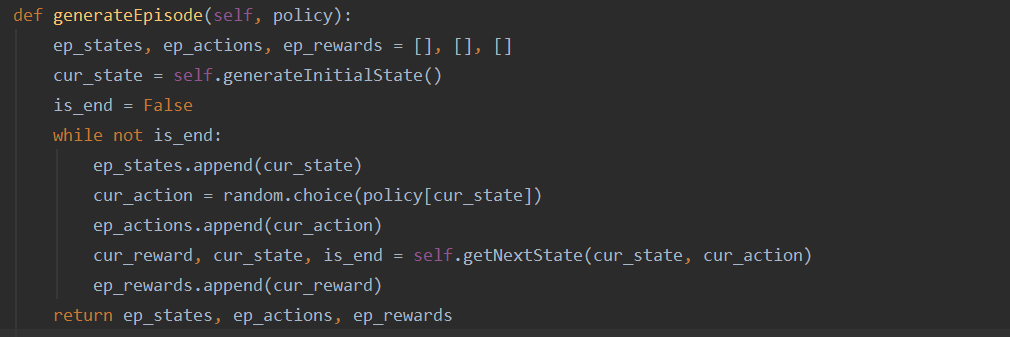 def generateEpisode(self, policy):
    ep_states, ep_actions, ep_rewards = [], [], []
    cur_state = self.generateInitialState()
    is_end = False
    while not is_end:
        ep_states.append(cur_state)
        cur_action = random.choice(policy[cur_state])
        ep_actions.append(cur_action)
        cur_reward, cur_state, is_end = self.getNextState(cur_state, cur_action)
        ep_rewards.append(cur_reward)
    return ep_states, ep_actions, ep_rewards